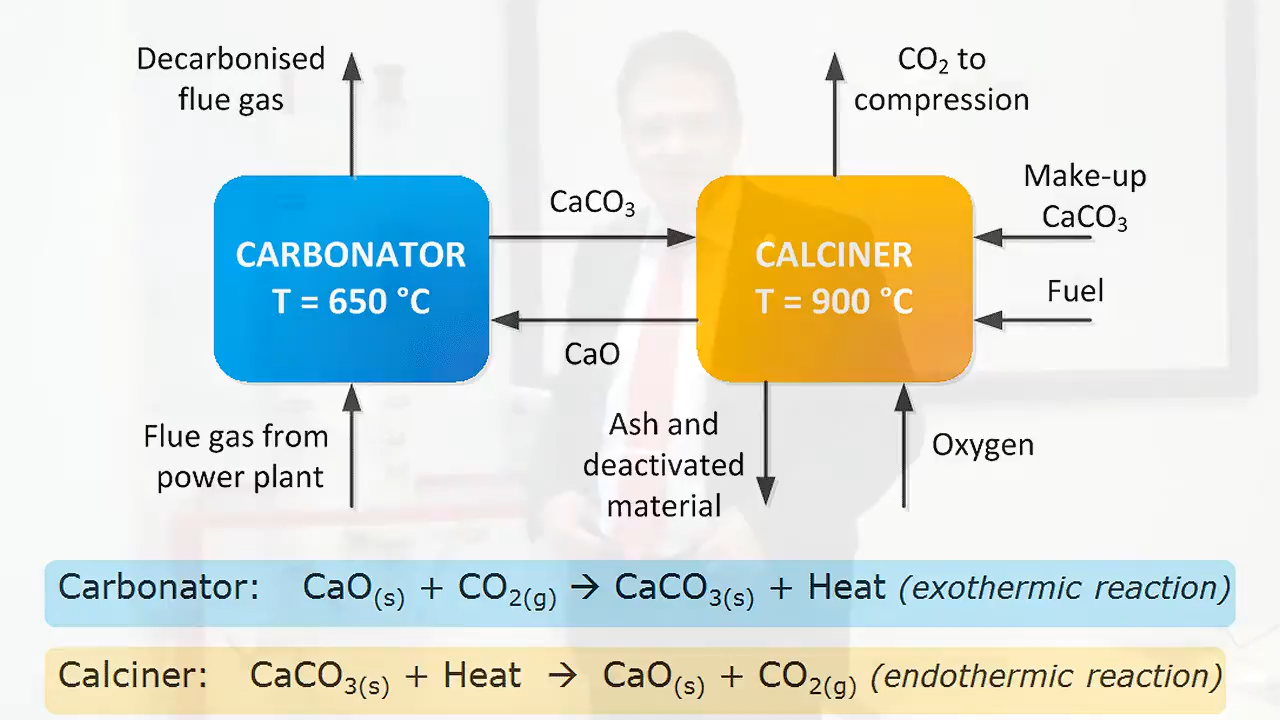 Decarbonised
flue gas
CO₂ to
compression
CaCO₃
Make-up
CaCO₃
CARBONATOR
T = 650 °C
CALCINER
T = 900 °C
Fuel
CaO
Flue gas from
power plant
Ash and
deactivated
material
Oxygen
Carbonator: CaO(s) + CO₂(g) → CaCO₃(s) + Heat (exothermic reaction)
Calciner: CaCO₃(s) + Heat → CaO(s) + CO₂(g) (endothermic reaction)